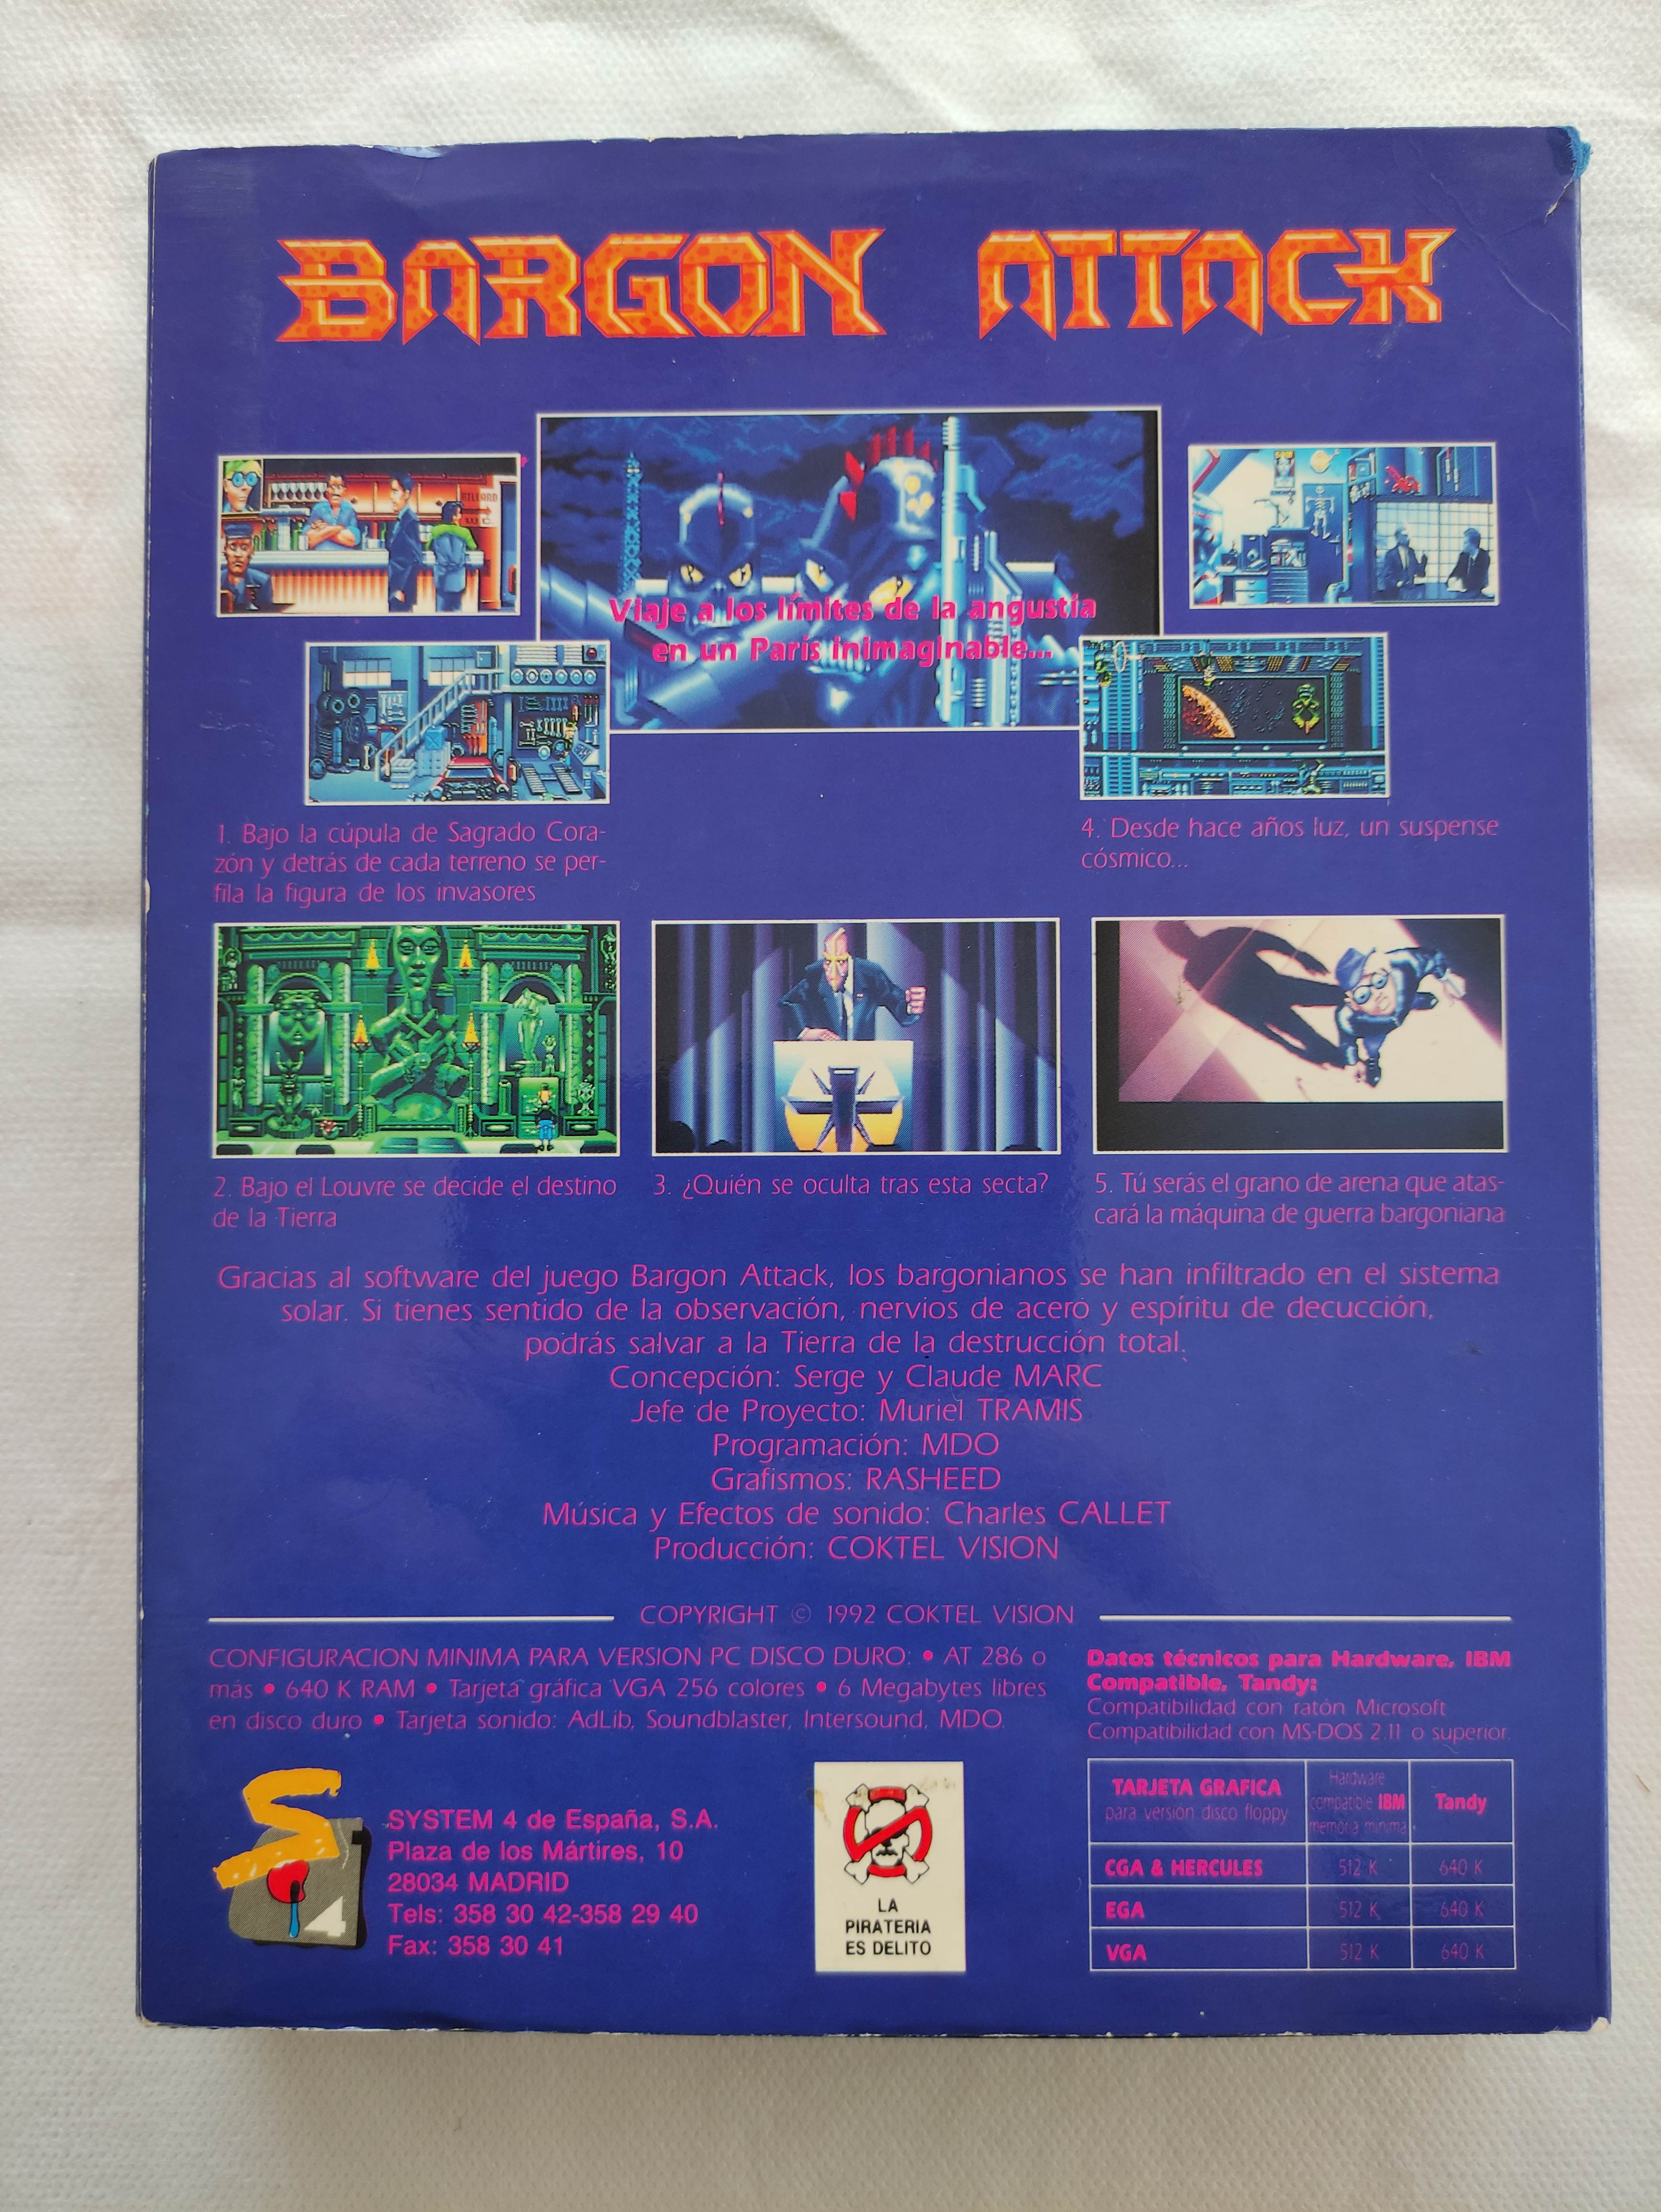 BARGON ATTACK
BILLARD
W.C.
Viaje a los límites de la angustia
en un París inimaginable...
1. Bajo la cúpula de Sagrado Cora-
zón y detrás de cada terreno se per-
fila la figura de los invasores
4. Desde hace años luz, un suspense
cósmico...
2. Bajo el Louvre se decide el destino
de la Tierra
3. ¿Quién se oculta tras esta secta?
5. Tú serás el grano de arena que atas-
cará la máquina de guerra bargoniana
Gracias al software del juego Bargon Attack, los bargonianos se han infiltrado en el sistema
solar. Si tienes sentido de la observación, nervios de acero y espíritu de decucción,
podrás salvar a la Tierra de la destrucción total.
Concepción: Serge y Claude MARC
Jefe de Proyecto: Muriel TRAMIS
Programación: MDO
Grafismos: RASHEED
Música y Efectos de sonido: Charles CALLET
Producción: COKTEL VISION
COPYRIGHT © 1992 COKTEL VISION
CONFIGURACION MINIMA PARA VERSION PC DISCO DURO: • AT 286 o
más • 640 K RAM • Tarjeta gráfica VGA 256 colores • 6 Megabytes libres
en disco duro • Tarjeta sonido: AdLib, Soundblaster, Intersound, MDO.
Datos técnicos para Hardware, IBM
Compatible, Tandy:
Compatibilidad con ratón Microsoft
Compatibilidad con MS-DOS 2.11 o superior.
S
4
SYSTEM 4 de España, S.A.
Plaza de los Mártires, 10
28034 MADRID
Tels: 358 30 42-358 29 40
Fax: 358 30 41
LA
PIRATERIA
ES DELITO
TARJETA GRAFICA
para versión disco floppy
Hardware
compatible IBM
memoria minima
Tandy
CGA & HERCULES 512 K 640 K
EGA 512 K 640 K
VGA 512 K 640 K